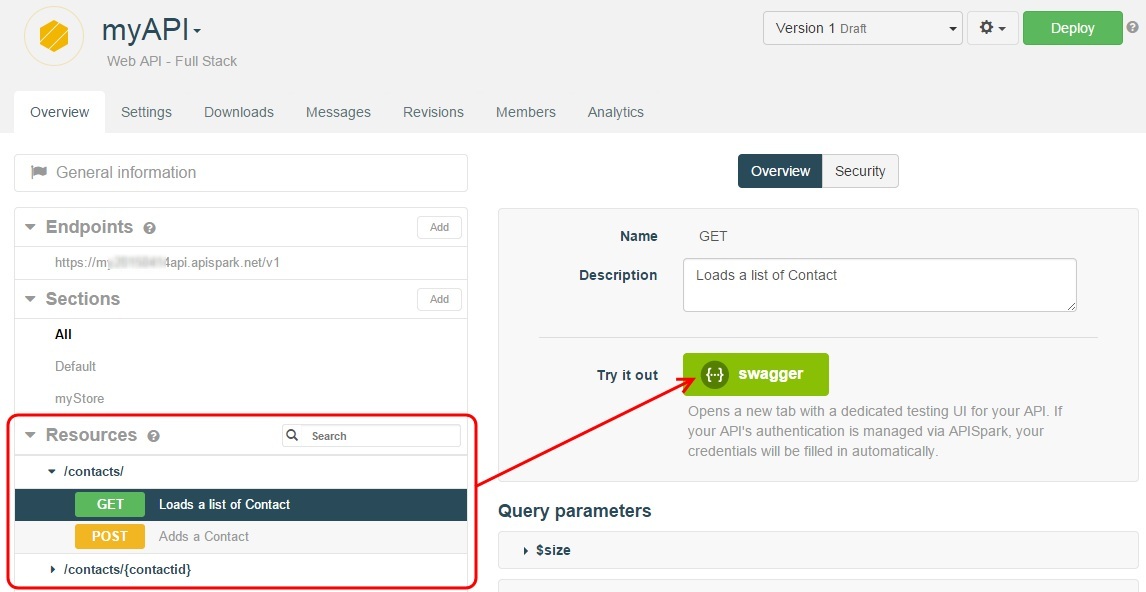 myAPI
Version 1 Draft
Deploy
Web API - Full Stack
Overview Settings Downloads Messages Revisions Members Analytics
General information
Overview Security
Endpoints
Add
Name GET
https://m 4api.apispark.net/v1
Description Loads a list of Contact
Sections
Add
All
Default
Try it out {··} swagger
myStore
Opens a new tab with a dedicated testing UI for your API. If
your API's authentication is managed via APISpark, your
credentials will be filled in automatically.
Resources ?
Search
/contacts/
GET Loads a list of Contact
Query parameters
POST Adds a Contact
$size
/contacts/{contactid}